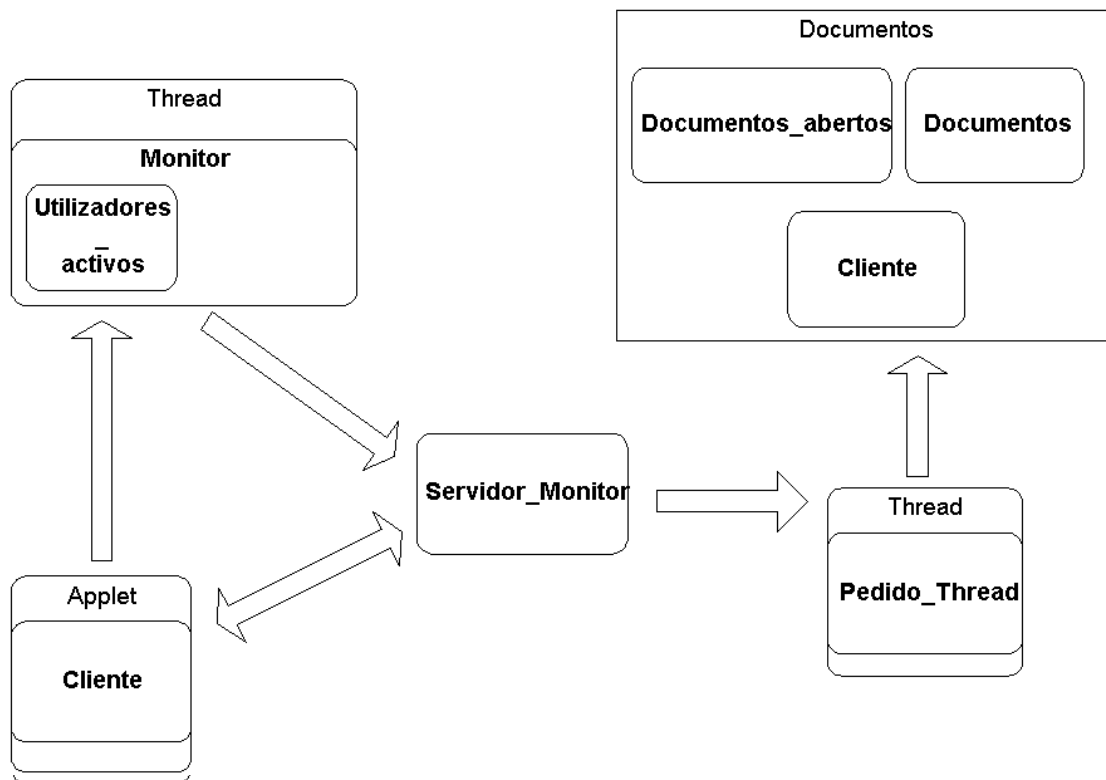 Documentos
Documentos_abertos
Documentos
Cliente
Thread
Monitor
Utilizadores
_
activos
Servidor_Monitor
Thread
Pedido_Thread
Applet
Cliente